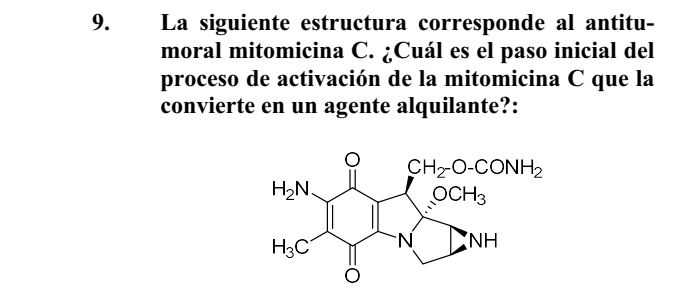 9. La siguiente estructura corresponde al antitu-
moral mitomicina C. ¿Cuál es el paso inicial del
proceso de activación de la mitomicina C que la
convierte en un agente alquilante?:
O
CH2-O-CONH2
H2N
OCH3
N
NH
H3C
O